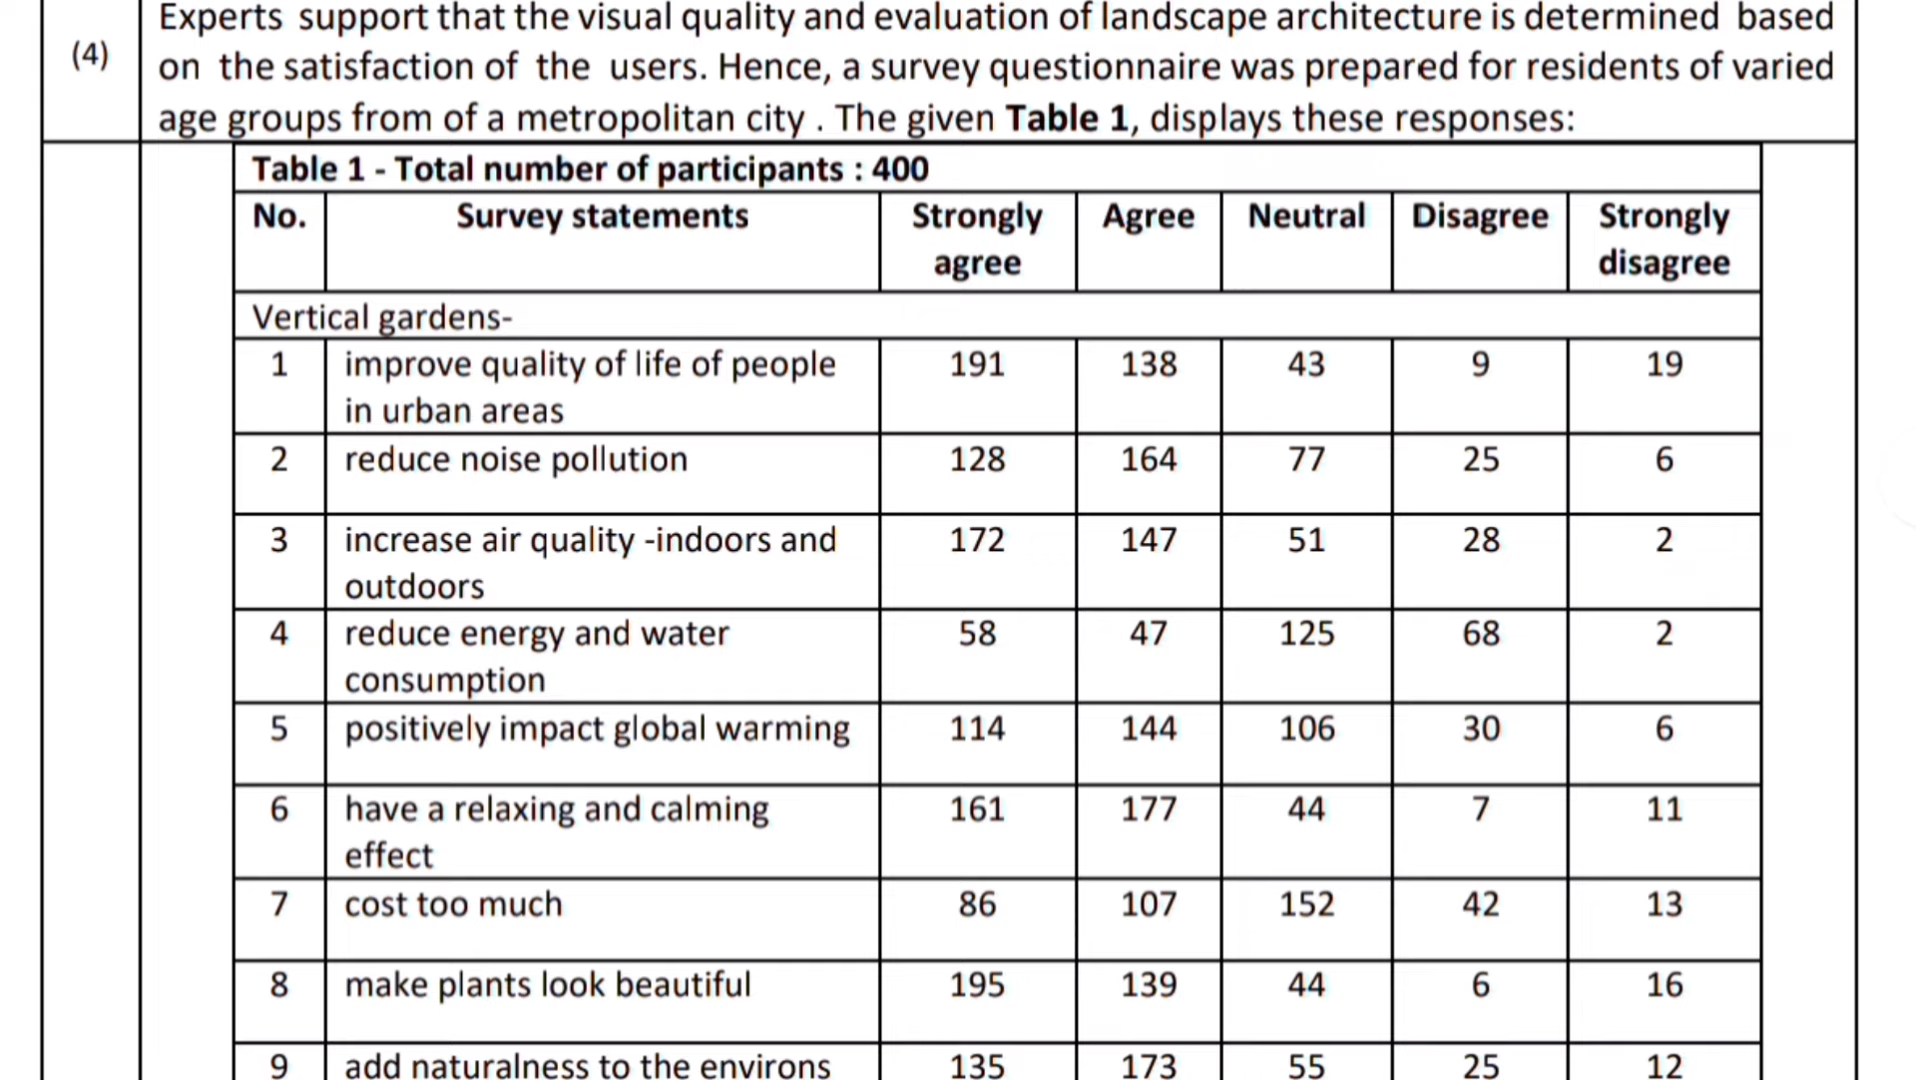 Experts support that the visual quality and evaluation of landscape architecture is determined based
(4) on the satisfaction of the users. Hence, a survey questionnaire was prepared for residents of varied
age groups from of a metropolitan city . The given Table 1, displays these responses:
Table 1 - Total number of participants : 400
No. Survey statements Strongly agree Agree Neutral Disagree Strongly disagree
Vertical gardens-
1 improve quality of life of people 191 138 43 9 19
in urban areas
2 reduce noise pollution 128 164 77 25 6
3 increase air quality -indoors and 172 147 51 28 2
outdoors
4 reduce energy and water 58 47 125 68 2
consumption
5 positively impact global warming 114 144 106 30 6
6 have a relaxing and calming 161 177 44 7 11
effect
7 cost too much 86 107 152 42 13
8 make plants look beautiful 195 139 44 6 16
9 add naturalness to the environs 135 173 55 25 12